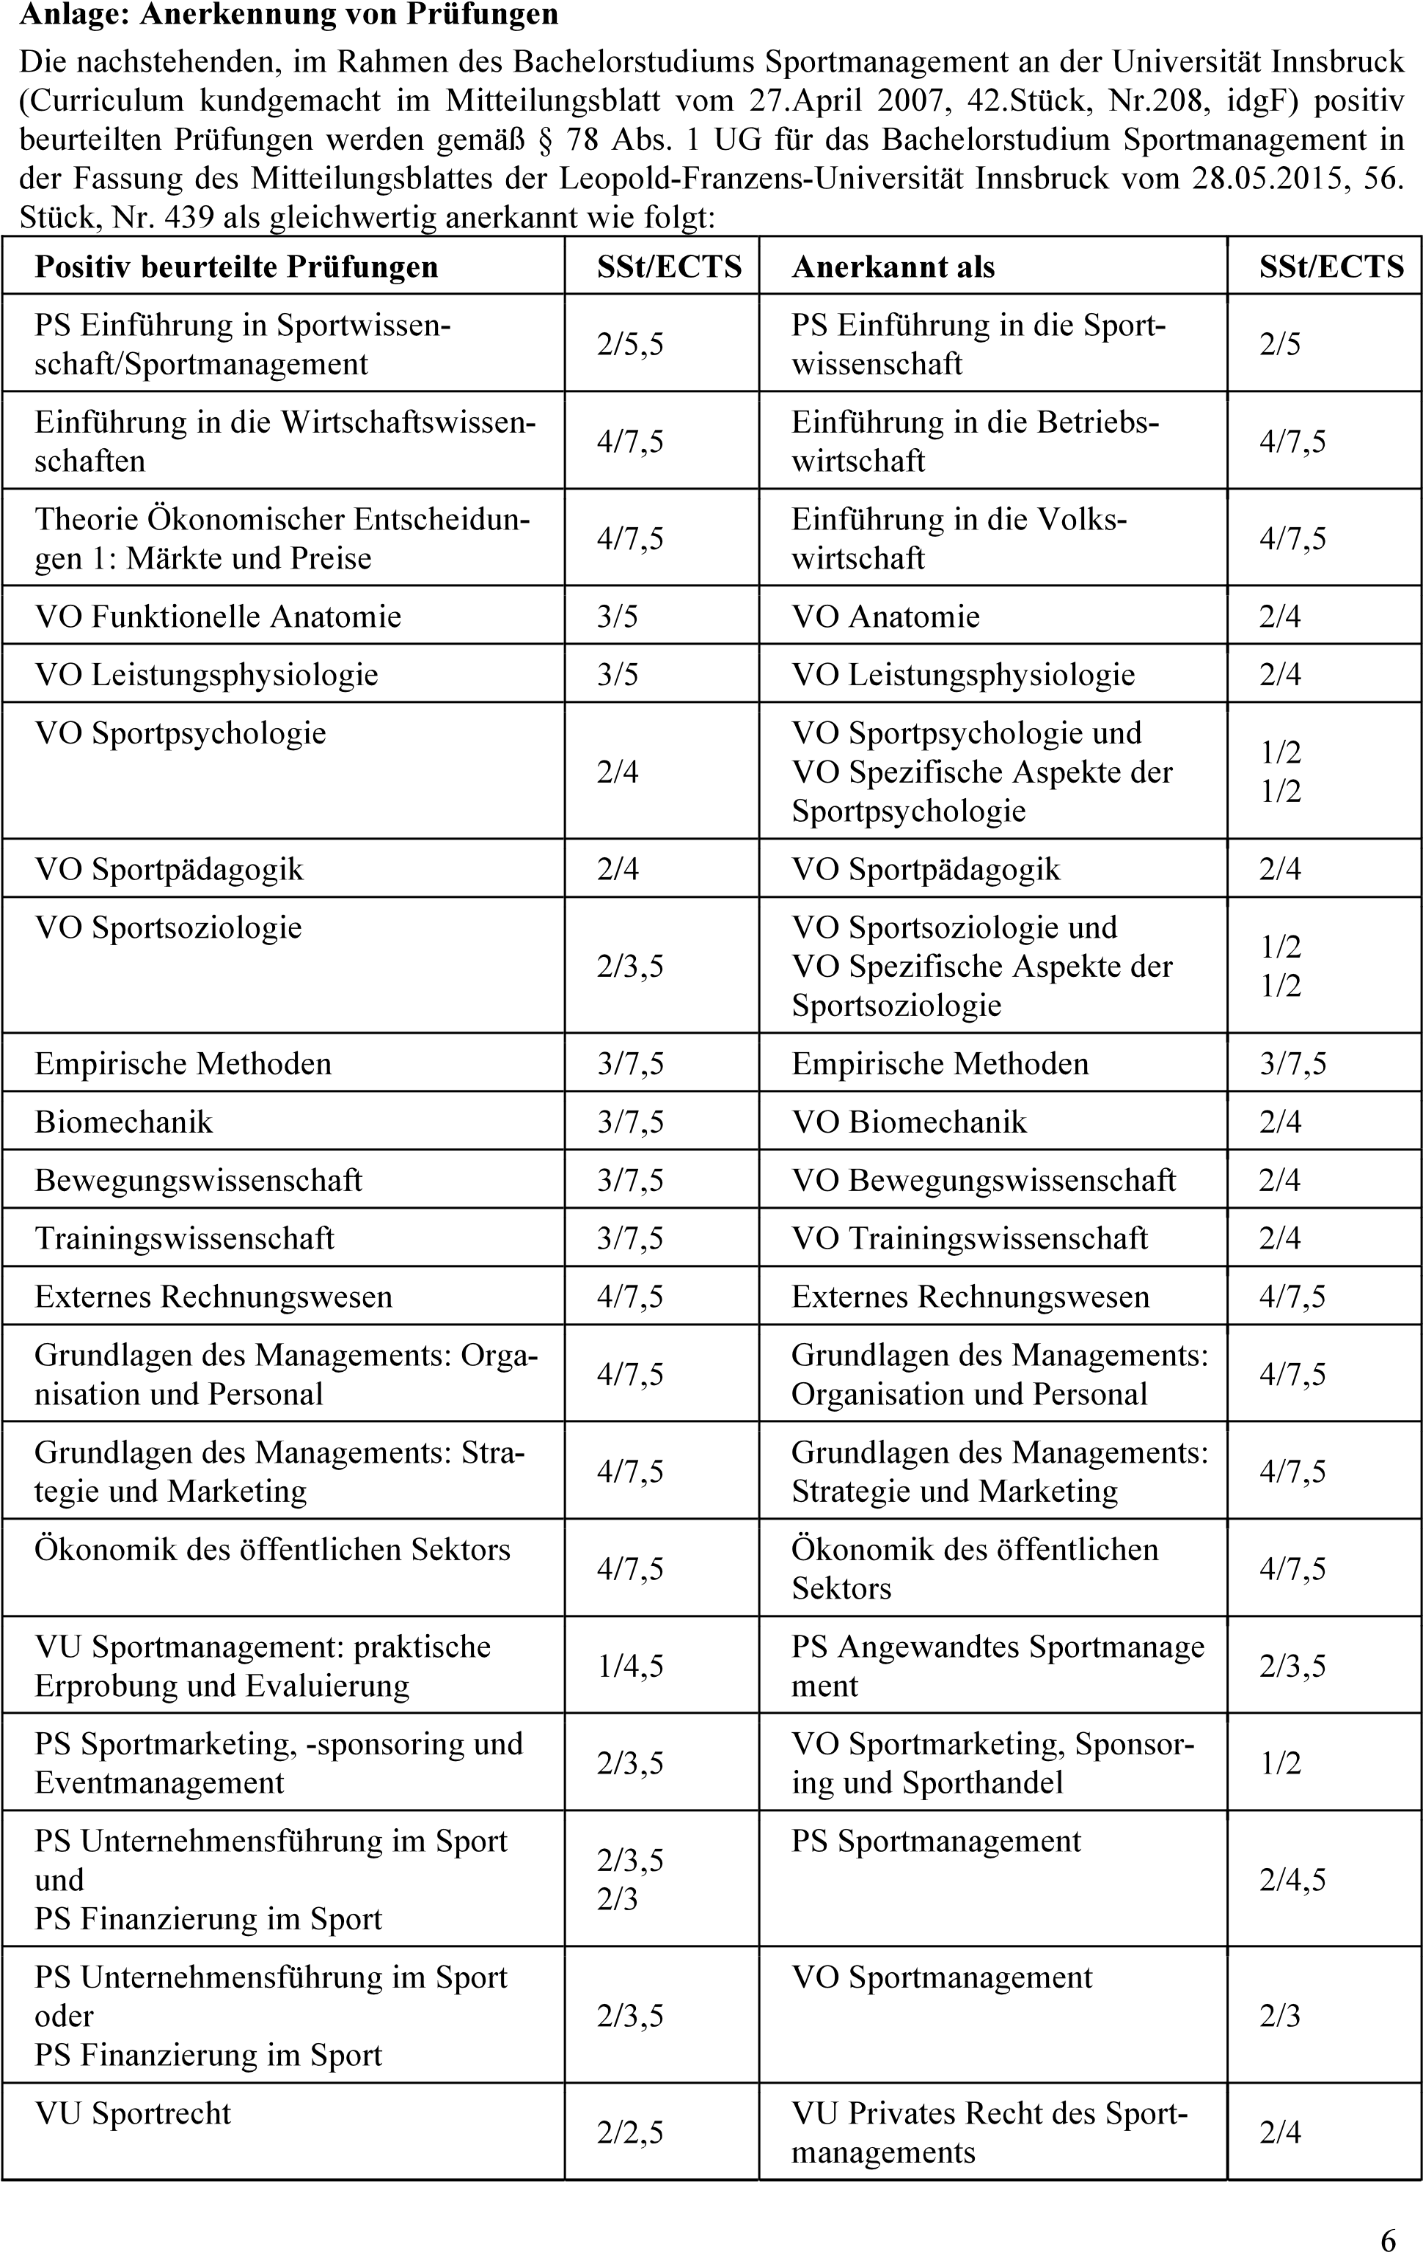 Anlage: Anerkennung von Prüfungen
Die nachstehenden, im Rahmen des Bachelorstudiums Sportmanagement an der Universität Innsbruck
(Curriculum kundgemacht im Mitteilungsblatt vom 27.April 2007, 42.Stück, Nr.208, idgF) positiv
beurteilten Prüfungen werden gemäß § 78 Abs. 1 UG für das Bachelorstudium Sportmanagement in
der Fassung des Mitteilungsblattes der Leopold-Franzens-Universität Innsbruck vom 28.05.2015, 56.
Stück, Nr. 439 als gleichwertig anerkannt wie folgt:
Positiv beurteilte Prüfungen SSt/ECTS Anerkannt als SSt/ECTS
PS Einführung in Sportwissen-
schaft/Sportmanagement
2/5,5
PS Einführung in die Sport-
wissenschaft
2/5
Einführung in die Wirtschaftswissen-
schaften
4/7,5
Einführung in die Betriebs-
wirtschaft
4/7,5
Theorie Ökonomischer Entscheidun-
gen 1: Märkte und Preise
4/7,5
Einführung in die Volks-
wirtschaft
4/7,5
VO Funktionelle Anatomie 3/5 VO Anatomie 2/4
VO Leistungsphysiologie 3/5 VO Leistungsphysiologie 2/4
VO Sportpsychologie
2/4
VO Sportpsychologie und
VO Spezifische Aspekte der
Sportpsychologie
1/2
1/2
VO Sportpädagogik 2/4 VO Sportpädagogik 2/4
VO Sportsoziologie
2/3,5
VO Sportsoziologie und
VO Spezifische Aspekte der
Sportsoziologie
1/2
1/2
Empirische Methoden 3/7,5 Empirische Methoden 3/7,5
Biomechanik 3/7,5 VO Biomechanik 2/4
Bewegungswissenschaft 3/7,5 VO Bewegungswissenschaft 2/4
Trainingswissenschaft 3/7,5 VO Trainingswissenschaft 2/4
Externes Rechnungswesen 4/7,5 Externes Rechnungswesen 4/7,5
Grundlagen des Managements: Orga-
nisation und Personal
4/7,5
Grundlagen des Managements:
Organisation und Personal
4/7,5
Grundlagen des Managements: Stra-
tegie und Marketing
4/7,5
Grundlagen des Managements:
Strategie und Marketing
4/7,5
Ökonomik des öffentlichen Sektors
4/7,5
Ökonomik des öffentlichen
Sektors
4/7,5
VU Sportmanagement: praktische
Erprobung und Evaluierung
1/4,5
PS Angewandtes Sportmanage
ment
2/3,5
PS Sportmarketing, -sponsoring und
Eventmanagement
2/3,5
VO Sportmarketing, Sponsor-
ing und Sporthandel
1/2
PS Unternehmensführung im Sport
und
PS Finanzierung im Sport
2/3,5
2/3
PS Sportmanagement
2/4,5
PS Unternehmensführung im Sport
oder
PS Finanzierung im Sport
2/3,5
VO Sportmanagement
2/3
VU Sportrecht
2/2,5
VU Privates Recht des Sport-
managements
2/4
6